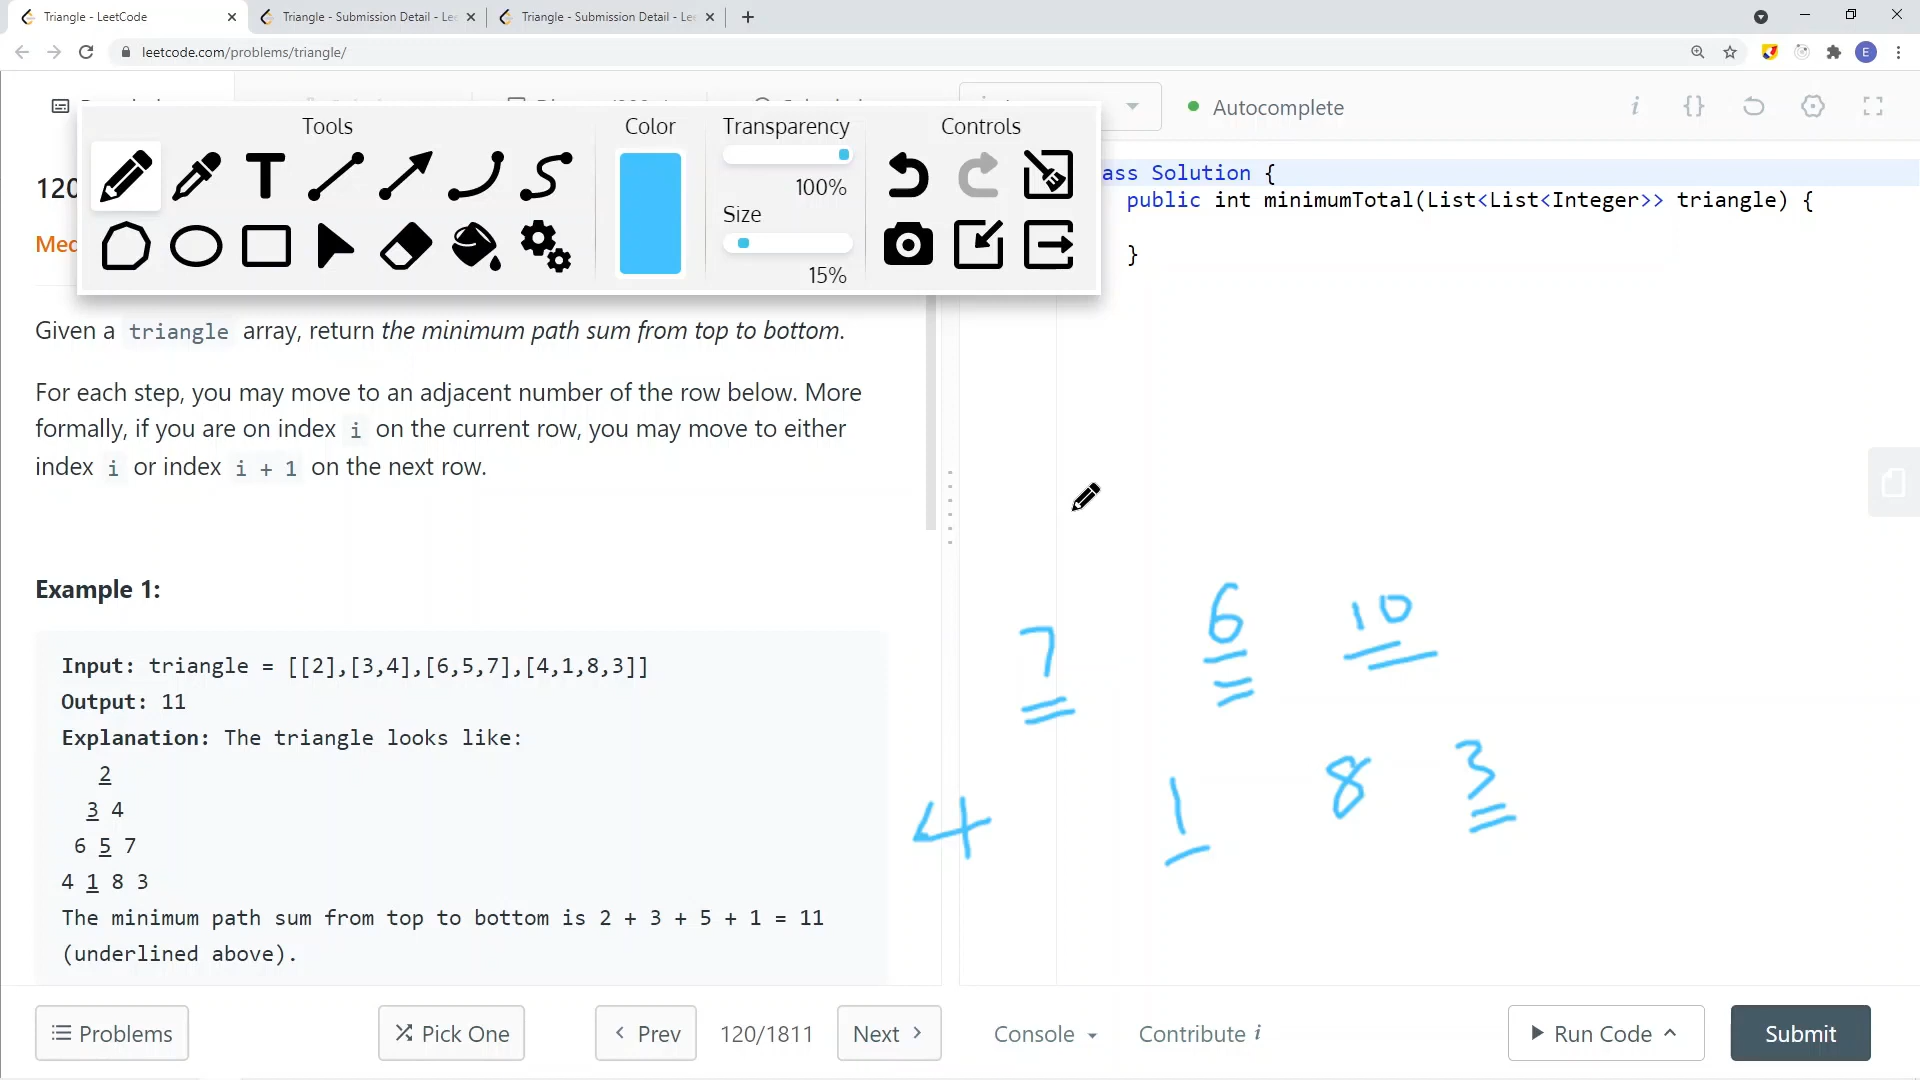 Triangle - LeetCode
Triangle - Submission Detail - Le
Triangle - Submission Detail - Le
leetcode.com/problems/triangle/
E
Tools
Color
Transparency
Controls
100%
Size
15%
Autocomplete
120
Med
ass Solution {
public int minimumTotal(List<List<Integer>> triangle) {
}
Given a triangle array, return the minimum path sum from top to bottom.
For each step, you may move to an adjacent number of the row below. More
formally, if you are on index i on the current row, you may move to either
index i or index i + 1 on the next row.
Example 1:
Input: triangle = [[2],[3,4],[6,5,7],[4,1,8,3]]
Output: 11
Explanation: The triangle looks like:
2
3 4
6 5 7
4 1 8 3
The minimum path sum from top to bottom is 2 + 3 + 5 + 1 = 11
(underlined above).
7 6 10
4 1 8 3
Problems
Pick One
Prev
120/1811
Next
Console
Contribute i
Run Code
Submit